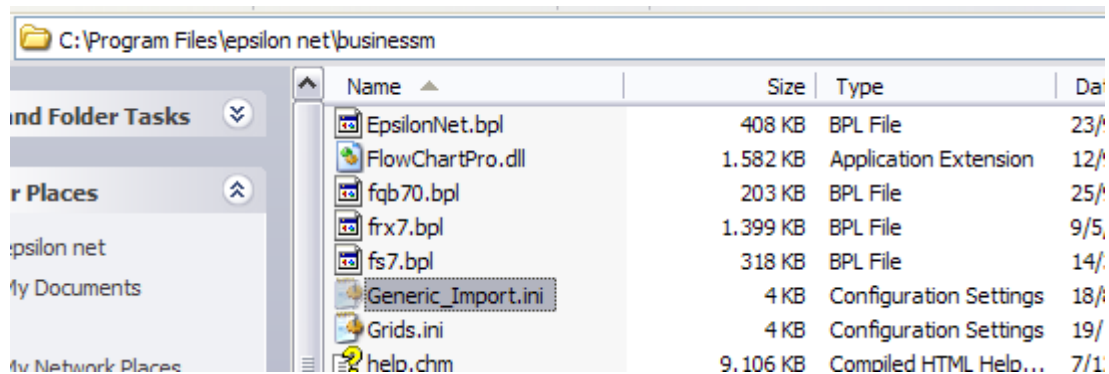 C:\Program Files\epsilon net\businessm
Name Size Type Da
and Folder Tasks
EpsilonNet.bpl 408 KB BPL File 23/
FlowChartPro.dll 1.582 KB Application Extension 12/
r Places
fqb70.bpl 203 KB BPL File 25/
frx7.bpl 1.399 KB BPL File 9/5/
epsilon net
fs7.bpl 318 KB BPL File 14/
My Documents
Generic_Import.ini 4 KB Configuration Settings 18/
Grids.ini 4 KB Configuration Settings 19/
My Network Places
help.chm 9.106 KB Compiled HTML Help... 7/1